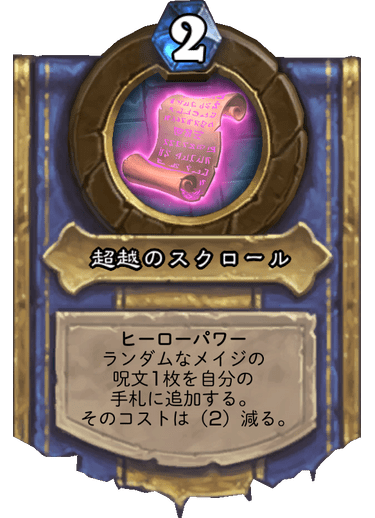 2
超越のスクロール
ヒーローパワー
ランダムなメイジの
呪文1枚を自分の
手札に追加する。
そのコストは（2）減る。